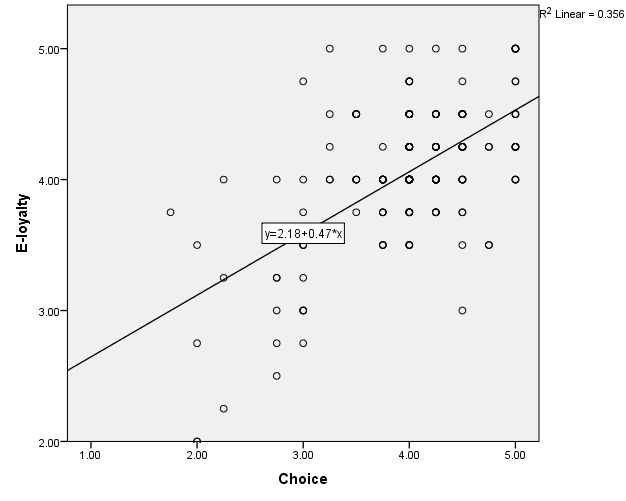 R2 Linear = 0.356
5.00
4.00
3.00
2.00
E-loyalty
y=2.18+0.47*x
1.00 2.00 3.00 4.00 5.00
Choice